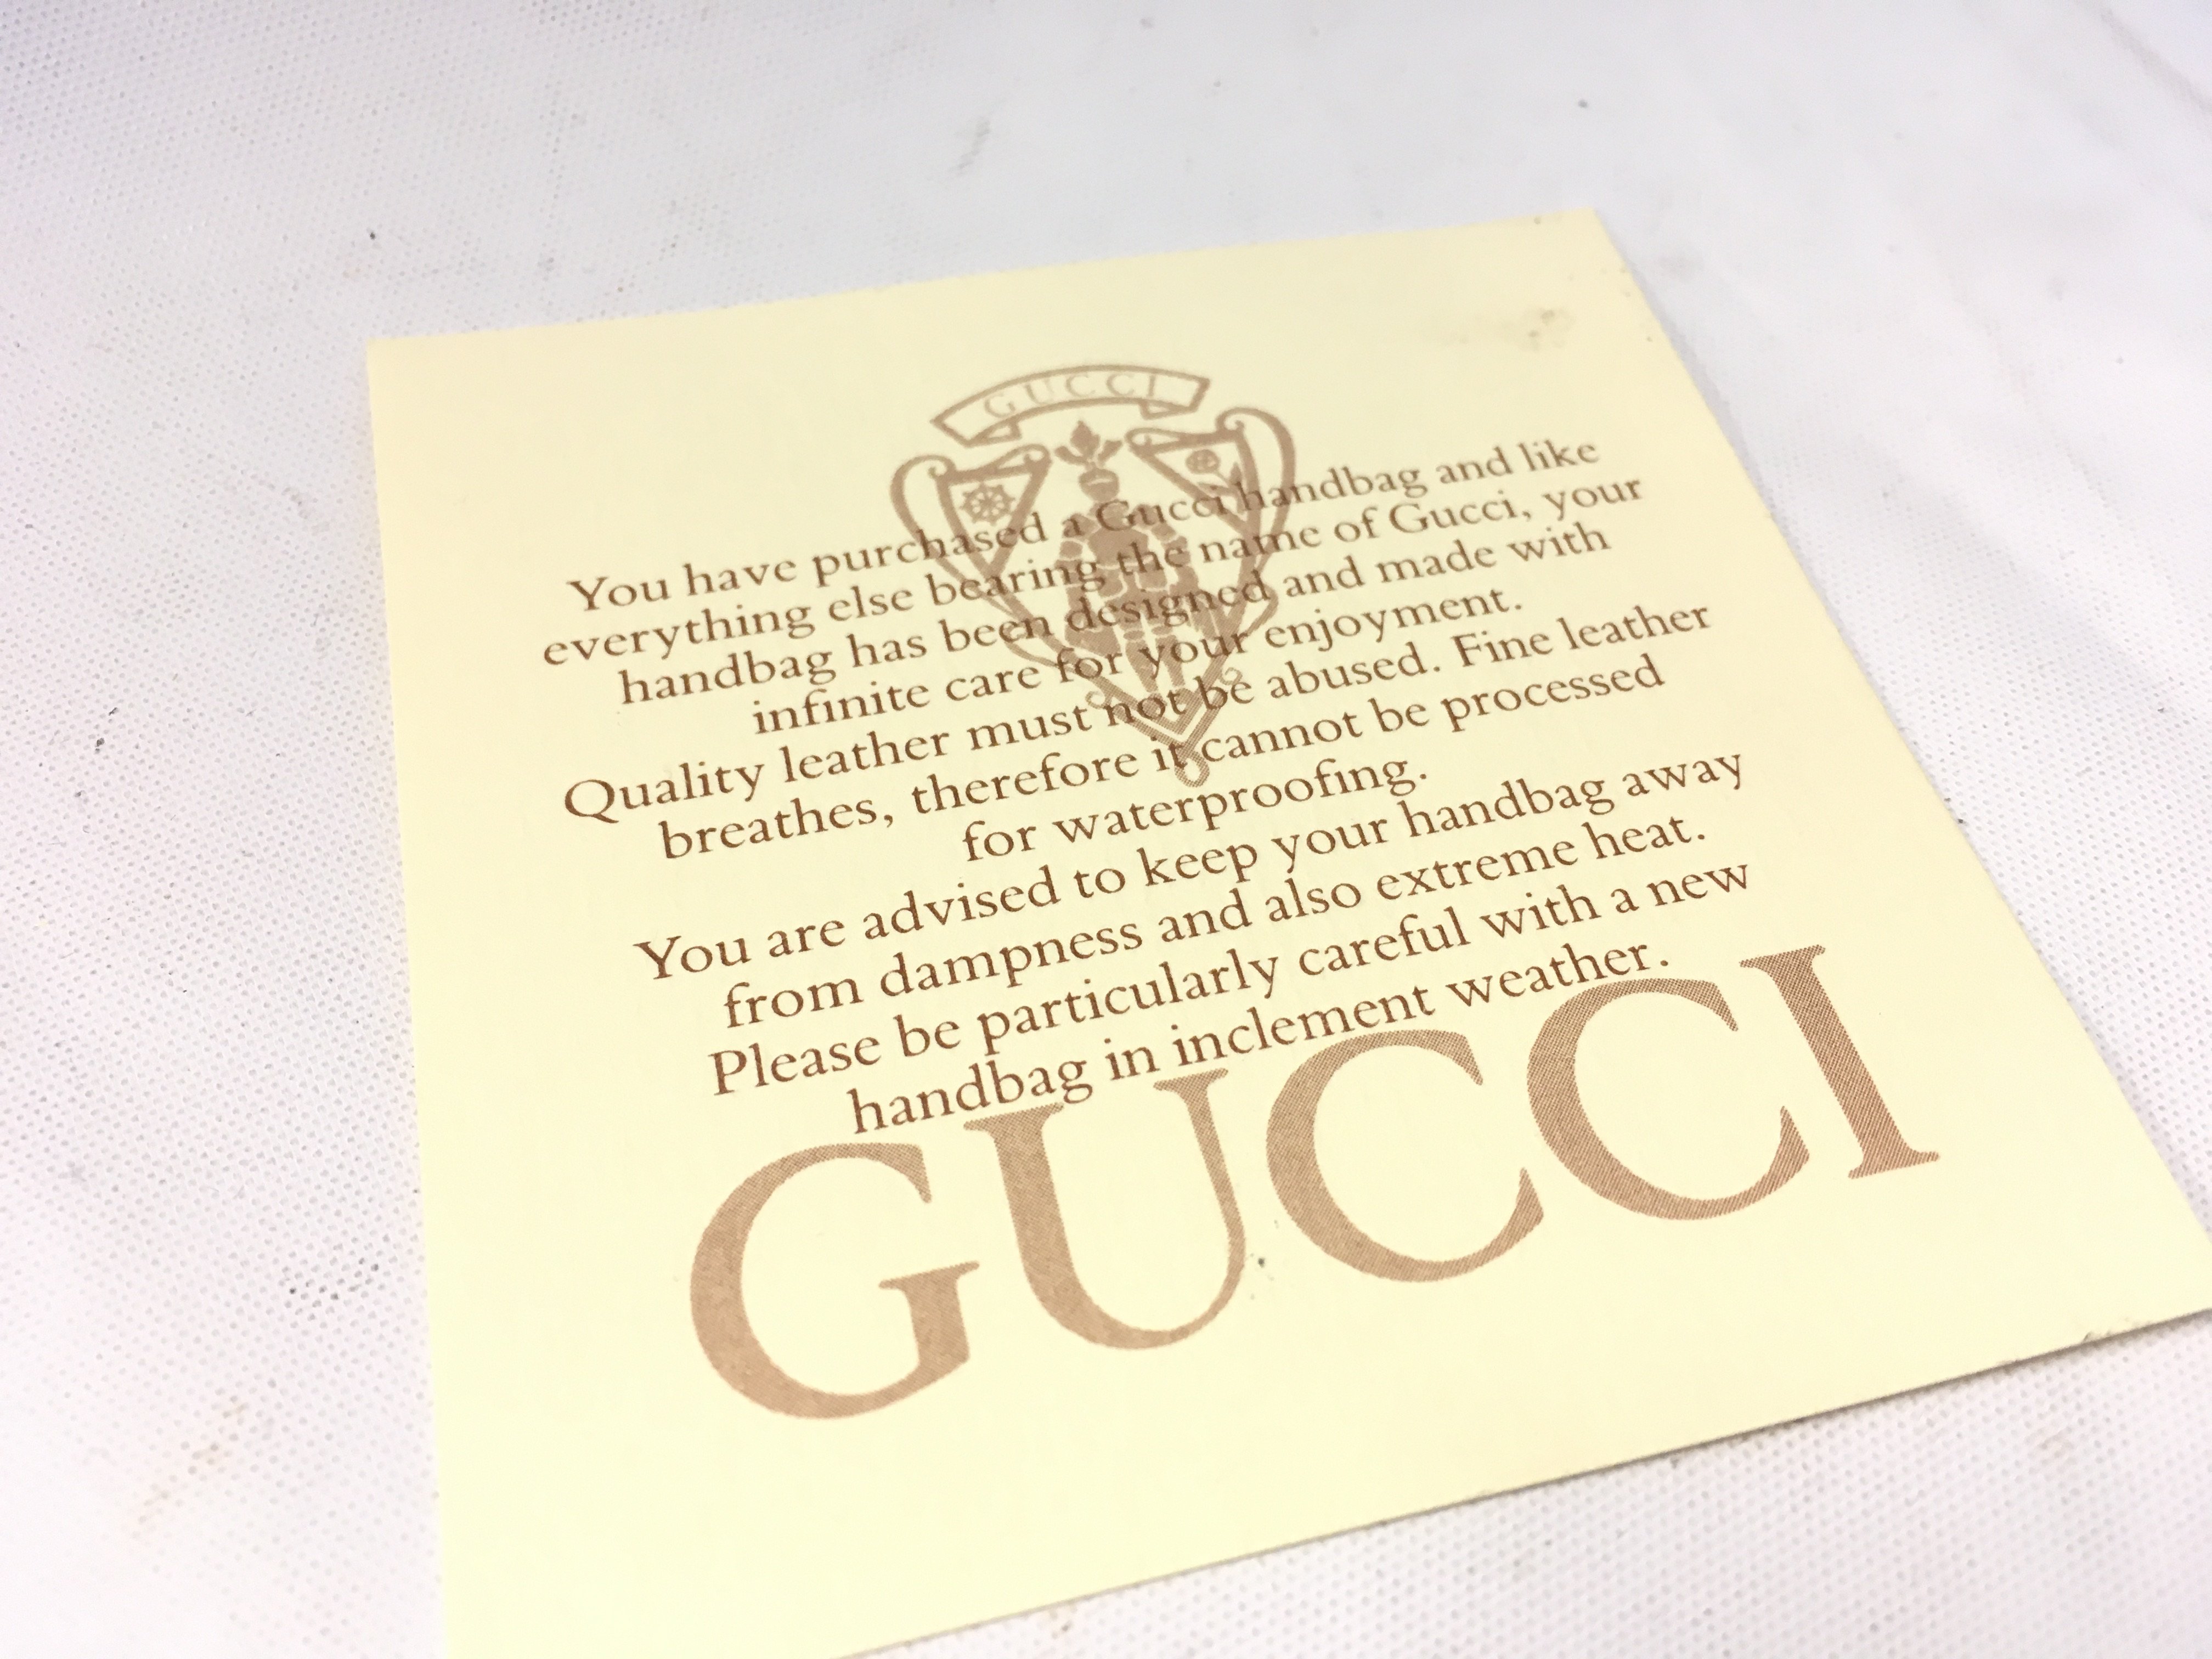 GUCCI
You have purchased a Gucci handbag and like
everything else bearing the name of Gucci, your
handbag has been designed and made with
infinite care for your enjoyment.
Quality leather must not be abused. Fine leather
breathes, therefore it cannot be processed
for waterproofing.
You are advised to keep your handbag away
from dampness and also extreme heat.
Please be particularly careful with a new
handbag in inclement weather.
GUCCI